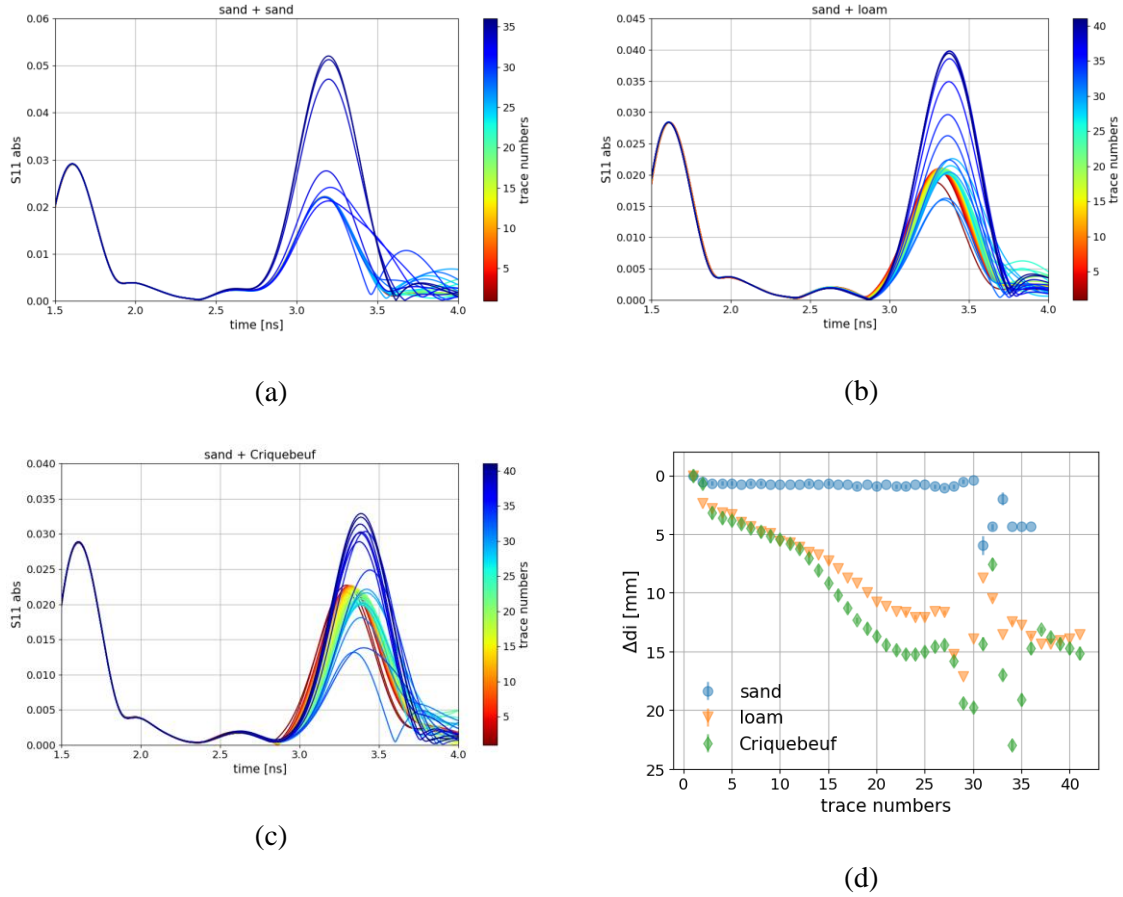 sand + sand
0.06
0.05
0.04
0.03
0.02
0.01
0.00
S11 abs
1.5 2.0 2.5 3.0 3.5 4.0
time [ns]
35
30
25
20
15
10
5
trace numbers
(a)
sand + loam
0.045
0.040
0.035
0.030
0.025
0.020
0.015
0.010
0.005
0.000
S11 abs
1.5 2.0 2.5 3.0 3.5 4.0
time [ns]
40
35
30
25
20
15
10
5
trace numbers
(b)
sand + Criquebeuf
0.040
0.035
0.030
0.025
0.020
0.015
0.010
0.005
0.000
S11 abs
1.5 2.0 2.5 3.0 3.5 4.0
time [ns]
40
35
30
25
20
15
10
5
trace numbers
(c)
0
5
10
15
20
25
Δdi [mm]
sand
loam
Criquebeuf
0 5 10 15 20 25 30 35 40
trace numbers
(d)